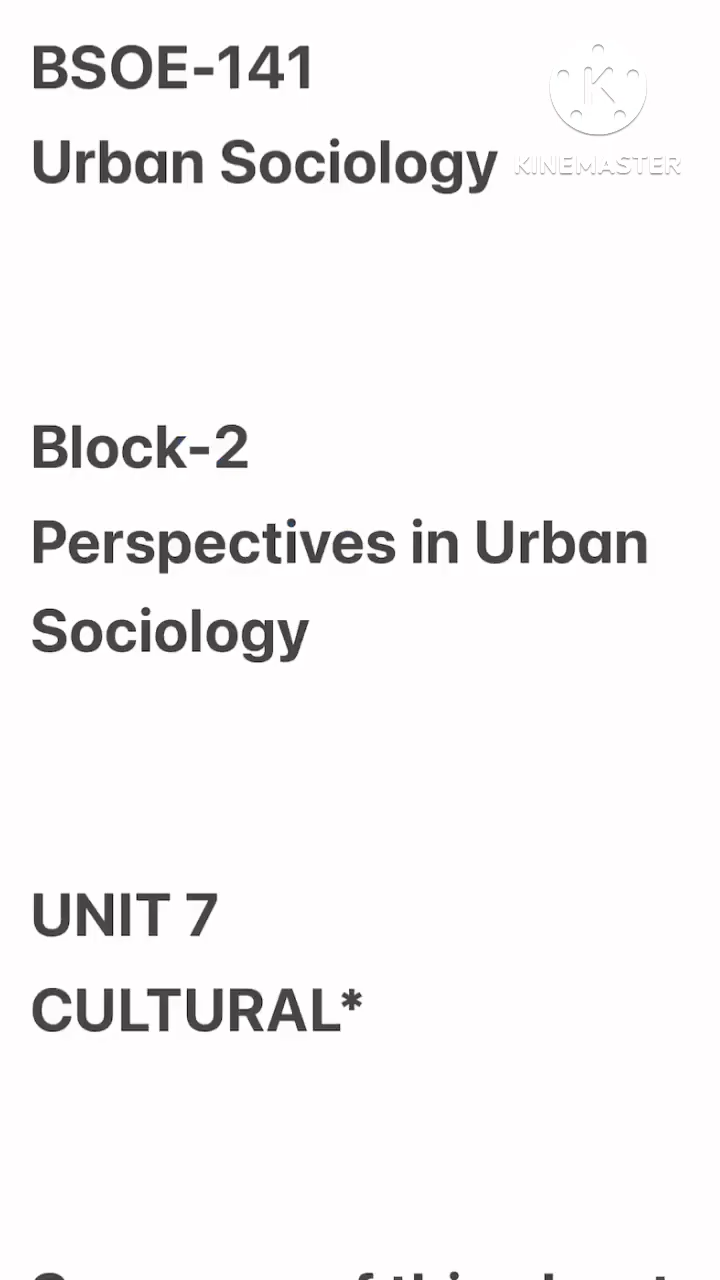 BSOE-141
Urban Sociology
KINEMASTER
Block-2
Perspectives in Urban
Sociology
UNIT 7
CULTURAL*